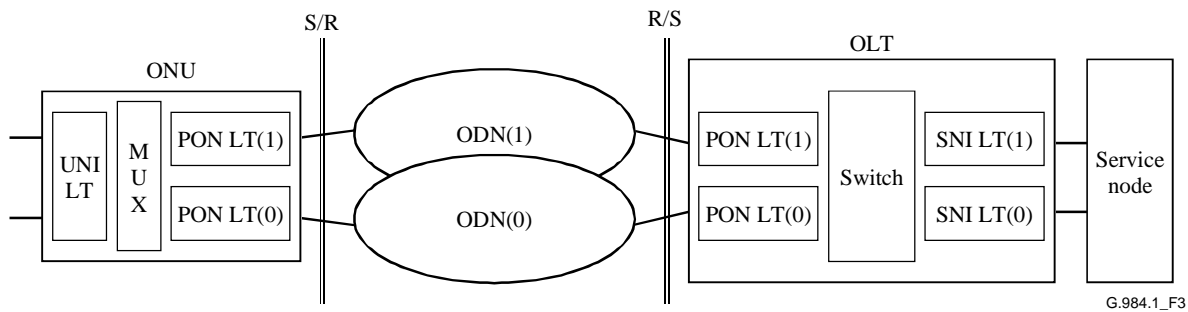 S/R
R/S
OLT
ONU
UNI
LT
M
U
X
PON LT(1)
PON LT(0)
ODN(1)
ODN(0)
PON LT(1)
PON LT(0)
Switch
SNI LT(1)
SNI LT(0)
Service
node
G.984.1_F3